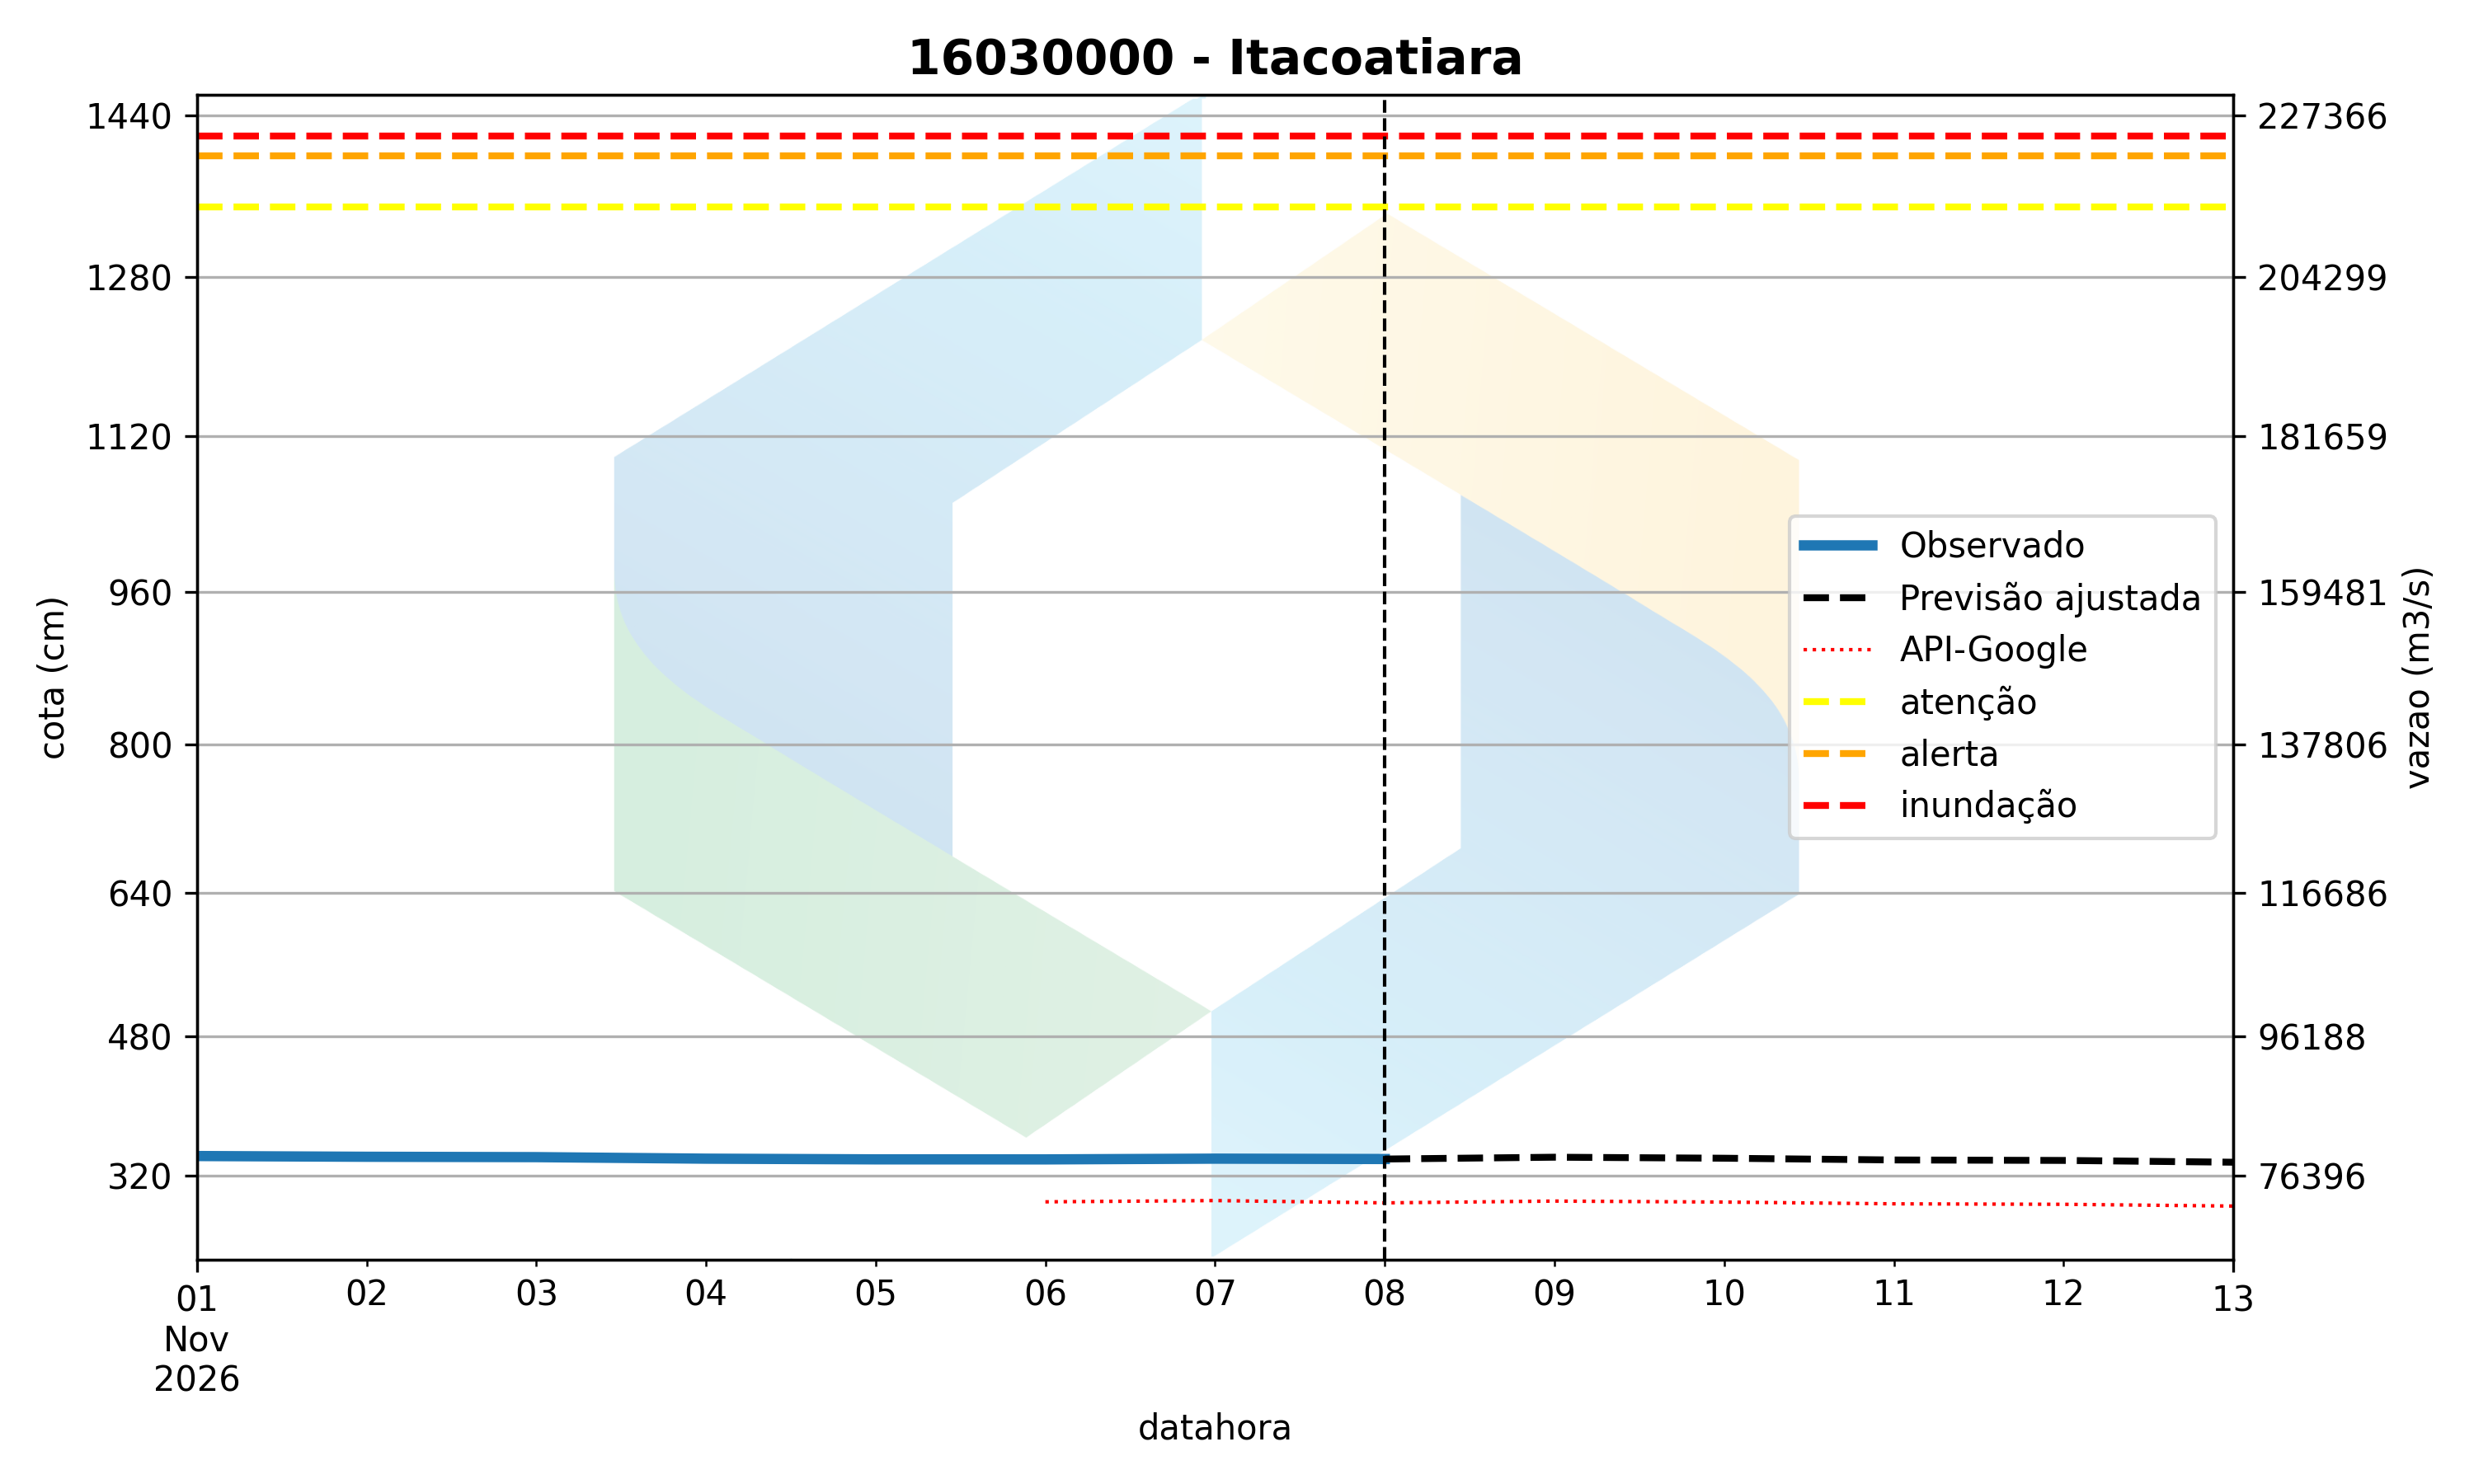 16030000 - Itacoatiara
1440
1280
1120
960
800
640
480
320
cota (cm)
227366
204299
181659
159481
137806
116686
96188
76396
vazao (m3/s)
Observado
Previsão ajustada
API-Google
atenção
alerta
inundação
01 02 03 04 05 06 07 08 09 10 11 12 13
Nov
2026
datahora